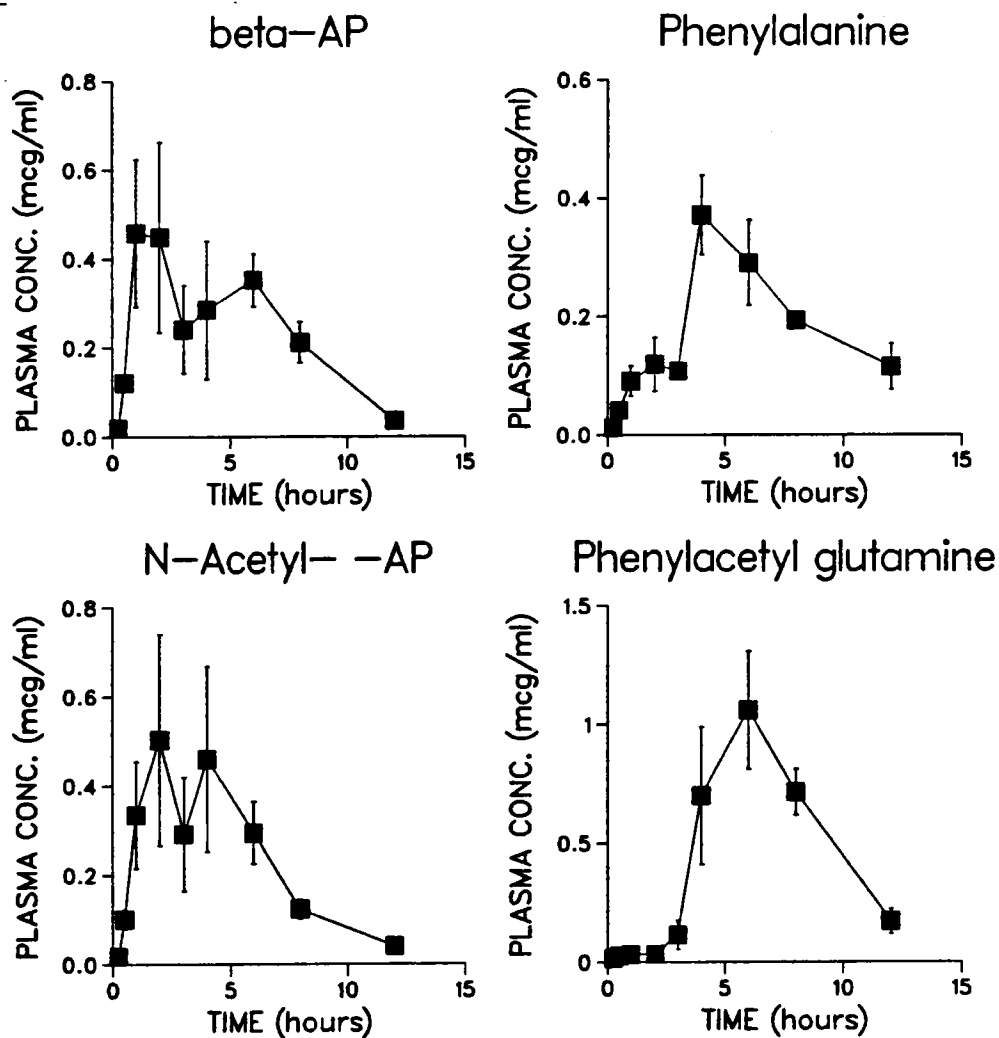 beta–AP
PLASMA CONC. (mcg/ml)
0.8
0.6
0.4
0.2
0.0
0
5
10
15
TIME (hours)
Phenylalanine
PLASMA CONC. (mcg/ml)
0.6
0.4
0.2
0.0
0
5
10
15
TIME (hours)
N–Acetyl– –AP
PLASMA CONC. (mcg/ml)
0.8
0.6
0.4
0.2
0.0
0
5
10
15
TIME (hours)
Phenylacetyl glutamine
PLASMA CONC. (mcg/ml)
1.5
1
0.5
0
0
5
10
15
TIME (hours)